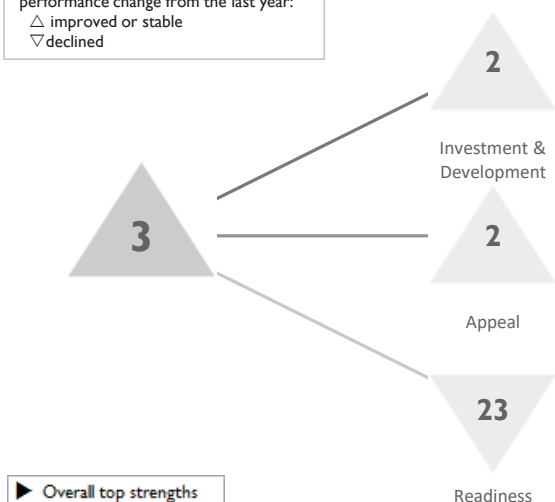 performance change from the last year:
△ improved or stable
▽ declined
2
Investment &
Development
3
2
Appeal
23
Readiness
▶ Overall top strengths